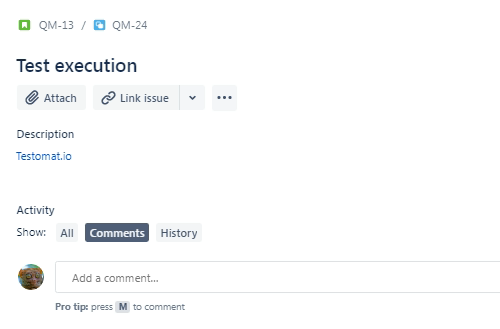 QM-13 / QM-24
Test execution
Attach Link issue
Description
Testomat.io
Activity
Show: All Comments History
Add a comment...
Pro tip: press M to comment